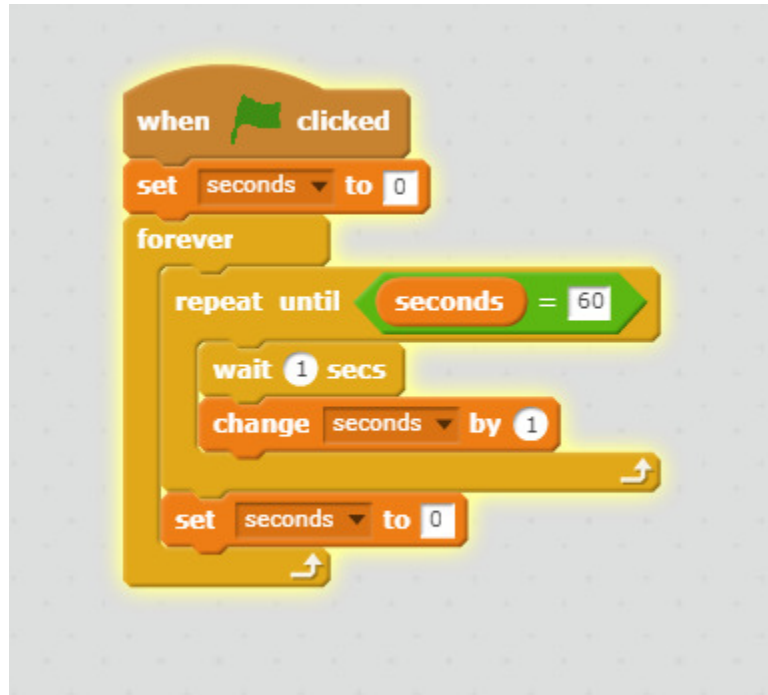 when clicked
set seconds to 0
forever
repeat until seconds = 60
wait 1 secs
change seconds by 1
set seconds to 0